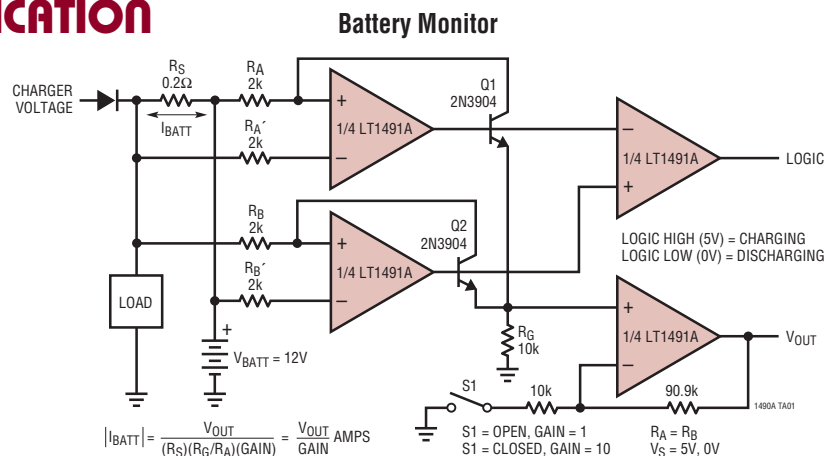 ICATION
Battery Monitor
CHARGER
VOLTAGE
RS
0.2Ω
IBATT
RA
2k
RA´
2k
+
–
1/4 LT1491A
Q1
2N3904
–
1/4 LT1491A
+
LOGIC
LOGIC HIGH (5V) = CHARGING
LOGIC LOW (0V) = DISCHARGING
RB
2k
RB´
2k
+
1/4 LT1491A
–
Q2
2N3904
LOAD
+
VBATT = 12V
RG
10k
+
1/4 LT1491A
–
VOUT
S1
10k
90.9k
1490A TA01
S1 = OPEN, GAIN = 1
S1 = CLOSED, GAIN = 10
RA = RB
VS = 5V, 0V
|IBATT| = VOUT / (RS)(RG/RA)(GAIN) = VOUT / GAIN AMPS